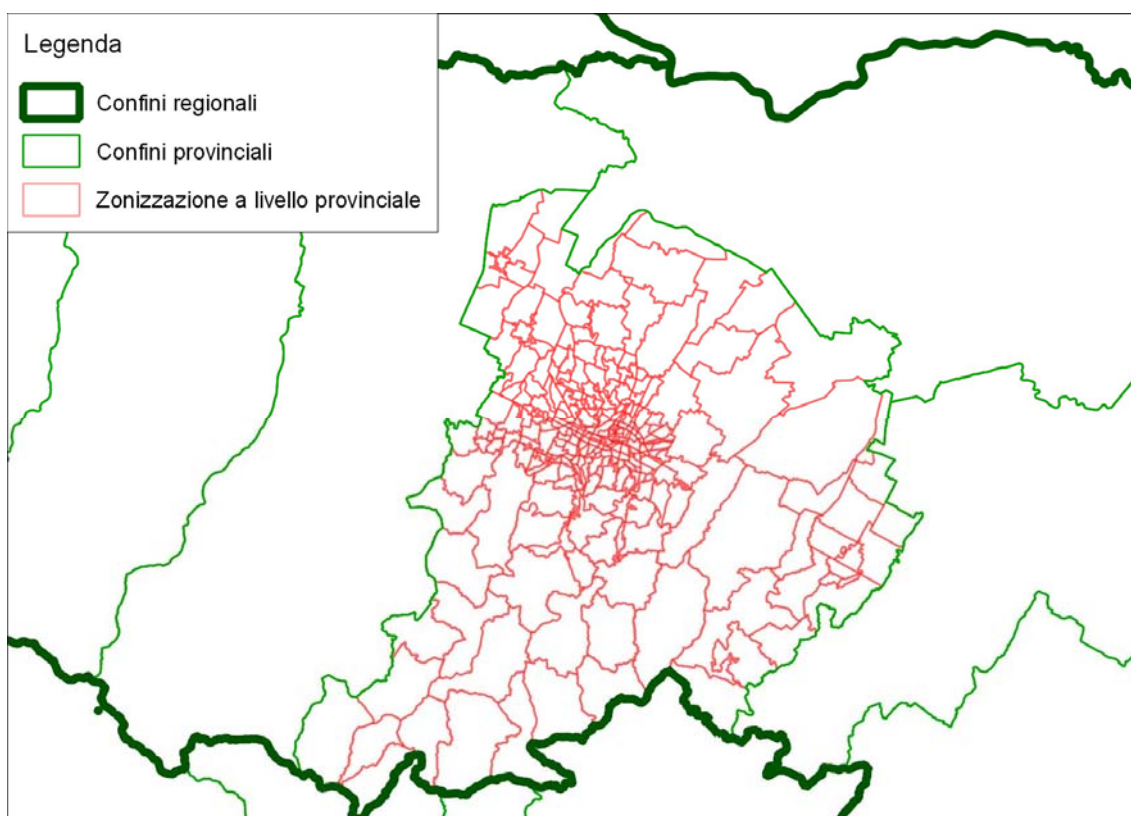 Legenda
Confini regionali
Confini provinciali
Zonizzazione a livello provinciale